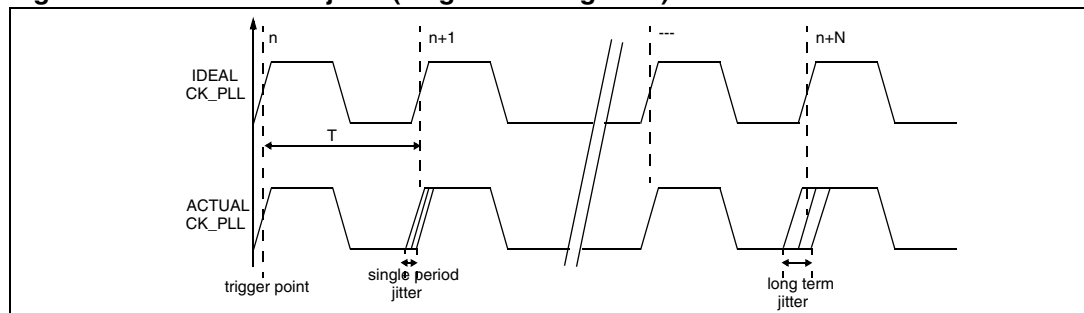 n
n+1
---
n+N
IDEAL
CK_PLL
T
ACTUAL
CK_PLL
trigger point
single period
jitter
long term
jitter